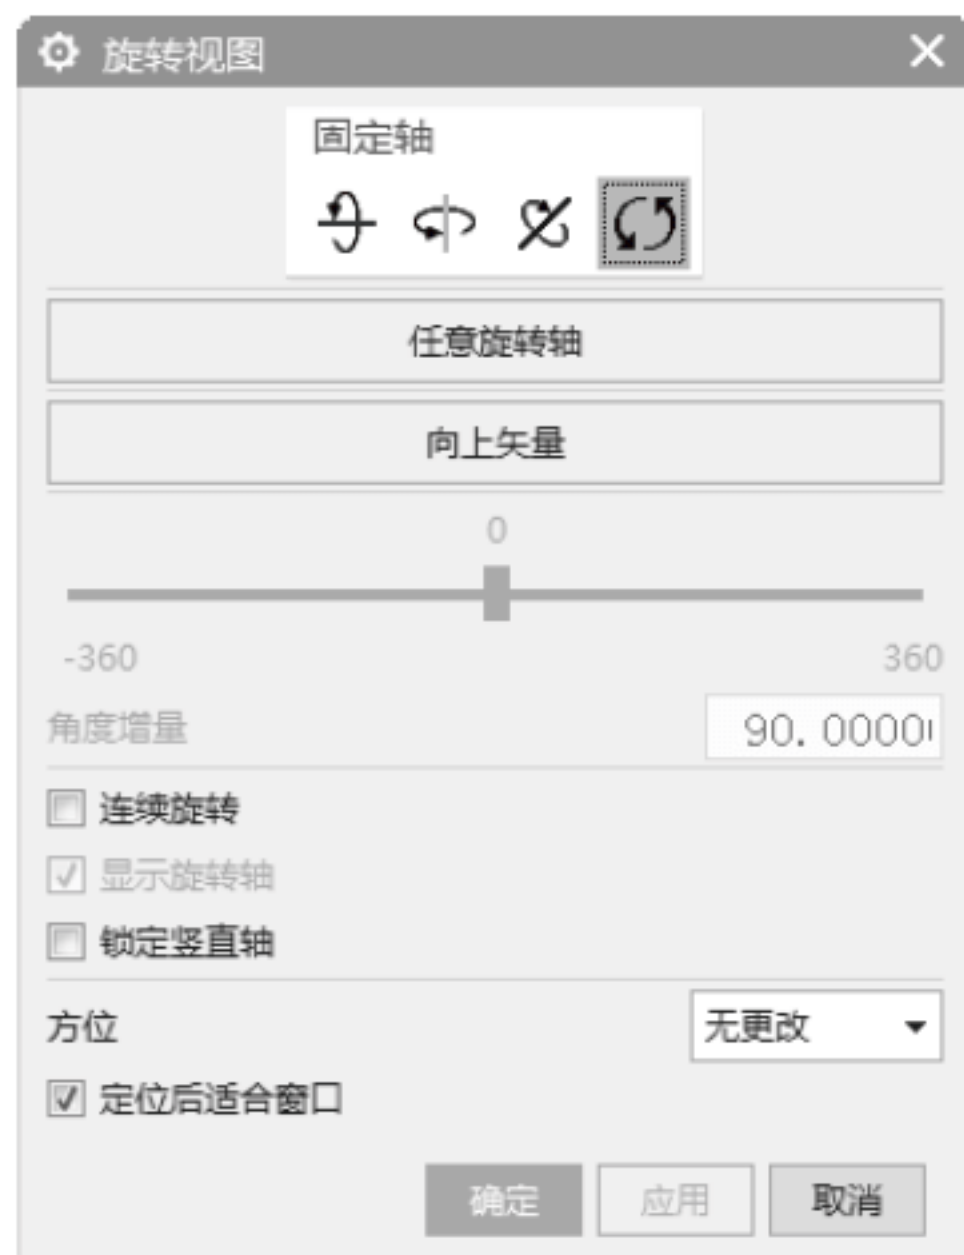 旋转视图
固定轴
任意旋转轴
向上矢量
0
-360 360
角度增量 90.0000
连续旋转
显示旋转轴
锁定竖直轴
方位 无更改
定位后适合窗口
确定 应用 取消